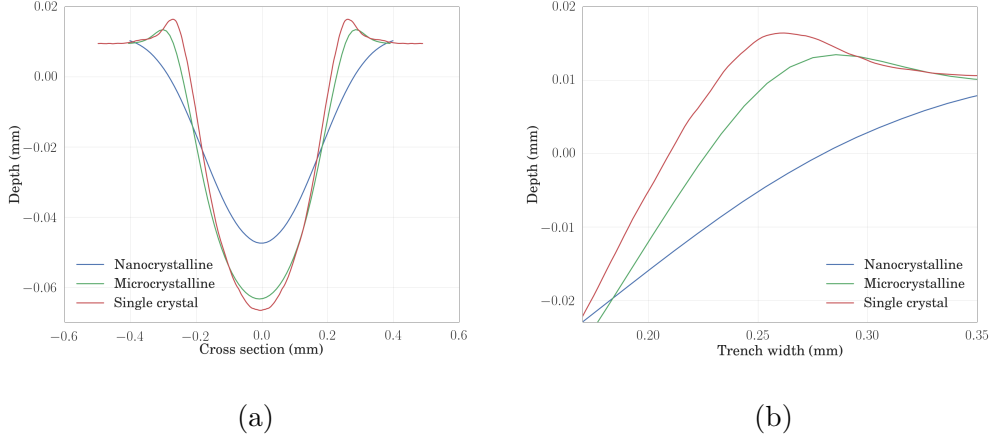 0.02
0.00
−0.02
−0.04
−0.06
Depth (mm)
Nanocrystalline
Microcrystalline
Single crystal
−0.6 −0.4 −0.2 0.0 0.2 0.4 0.6
Cross section (mm)
(a)
0.02
0.01
0.00
−0.01
−0.02
Depth (mm)
Nanocrystalline
Microcrystalline
Single crystal
0.20 0.25 0.30 0.35
Trench width (mm)
(b)